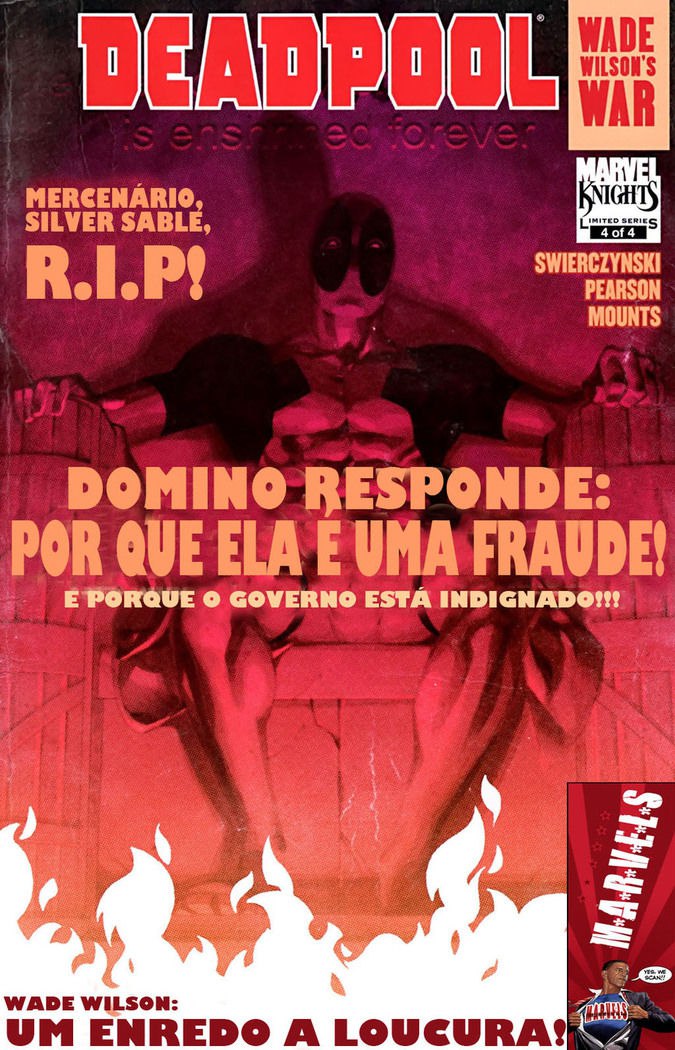 DEADPOOL®
is enshrined forever
WADE
WILSON'S
WAR
MARVEL
KNIGHTS
LIMITED SERIES
4 of 4
MERCENÁRIO,
SILVER SABLE,
R.I.P!
SWIERCZYNSKI
PEARSON
MOUNTS
DOMINO RESPONDE:
POR QUE ELA É UMA FRAUDE!
E PORQUE O GOVERNO ESTÁ INDIGNADO!!!
M*A*R*V*E*L*S
YES, WE
SCAN!!
MARVELS
WADE WILSON:
UM ENREDO A LOUCURA!